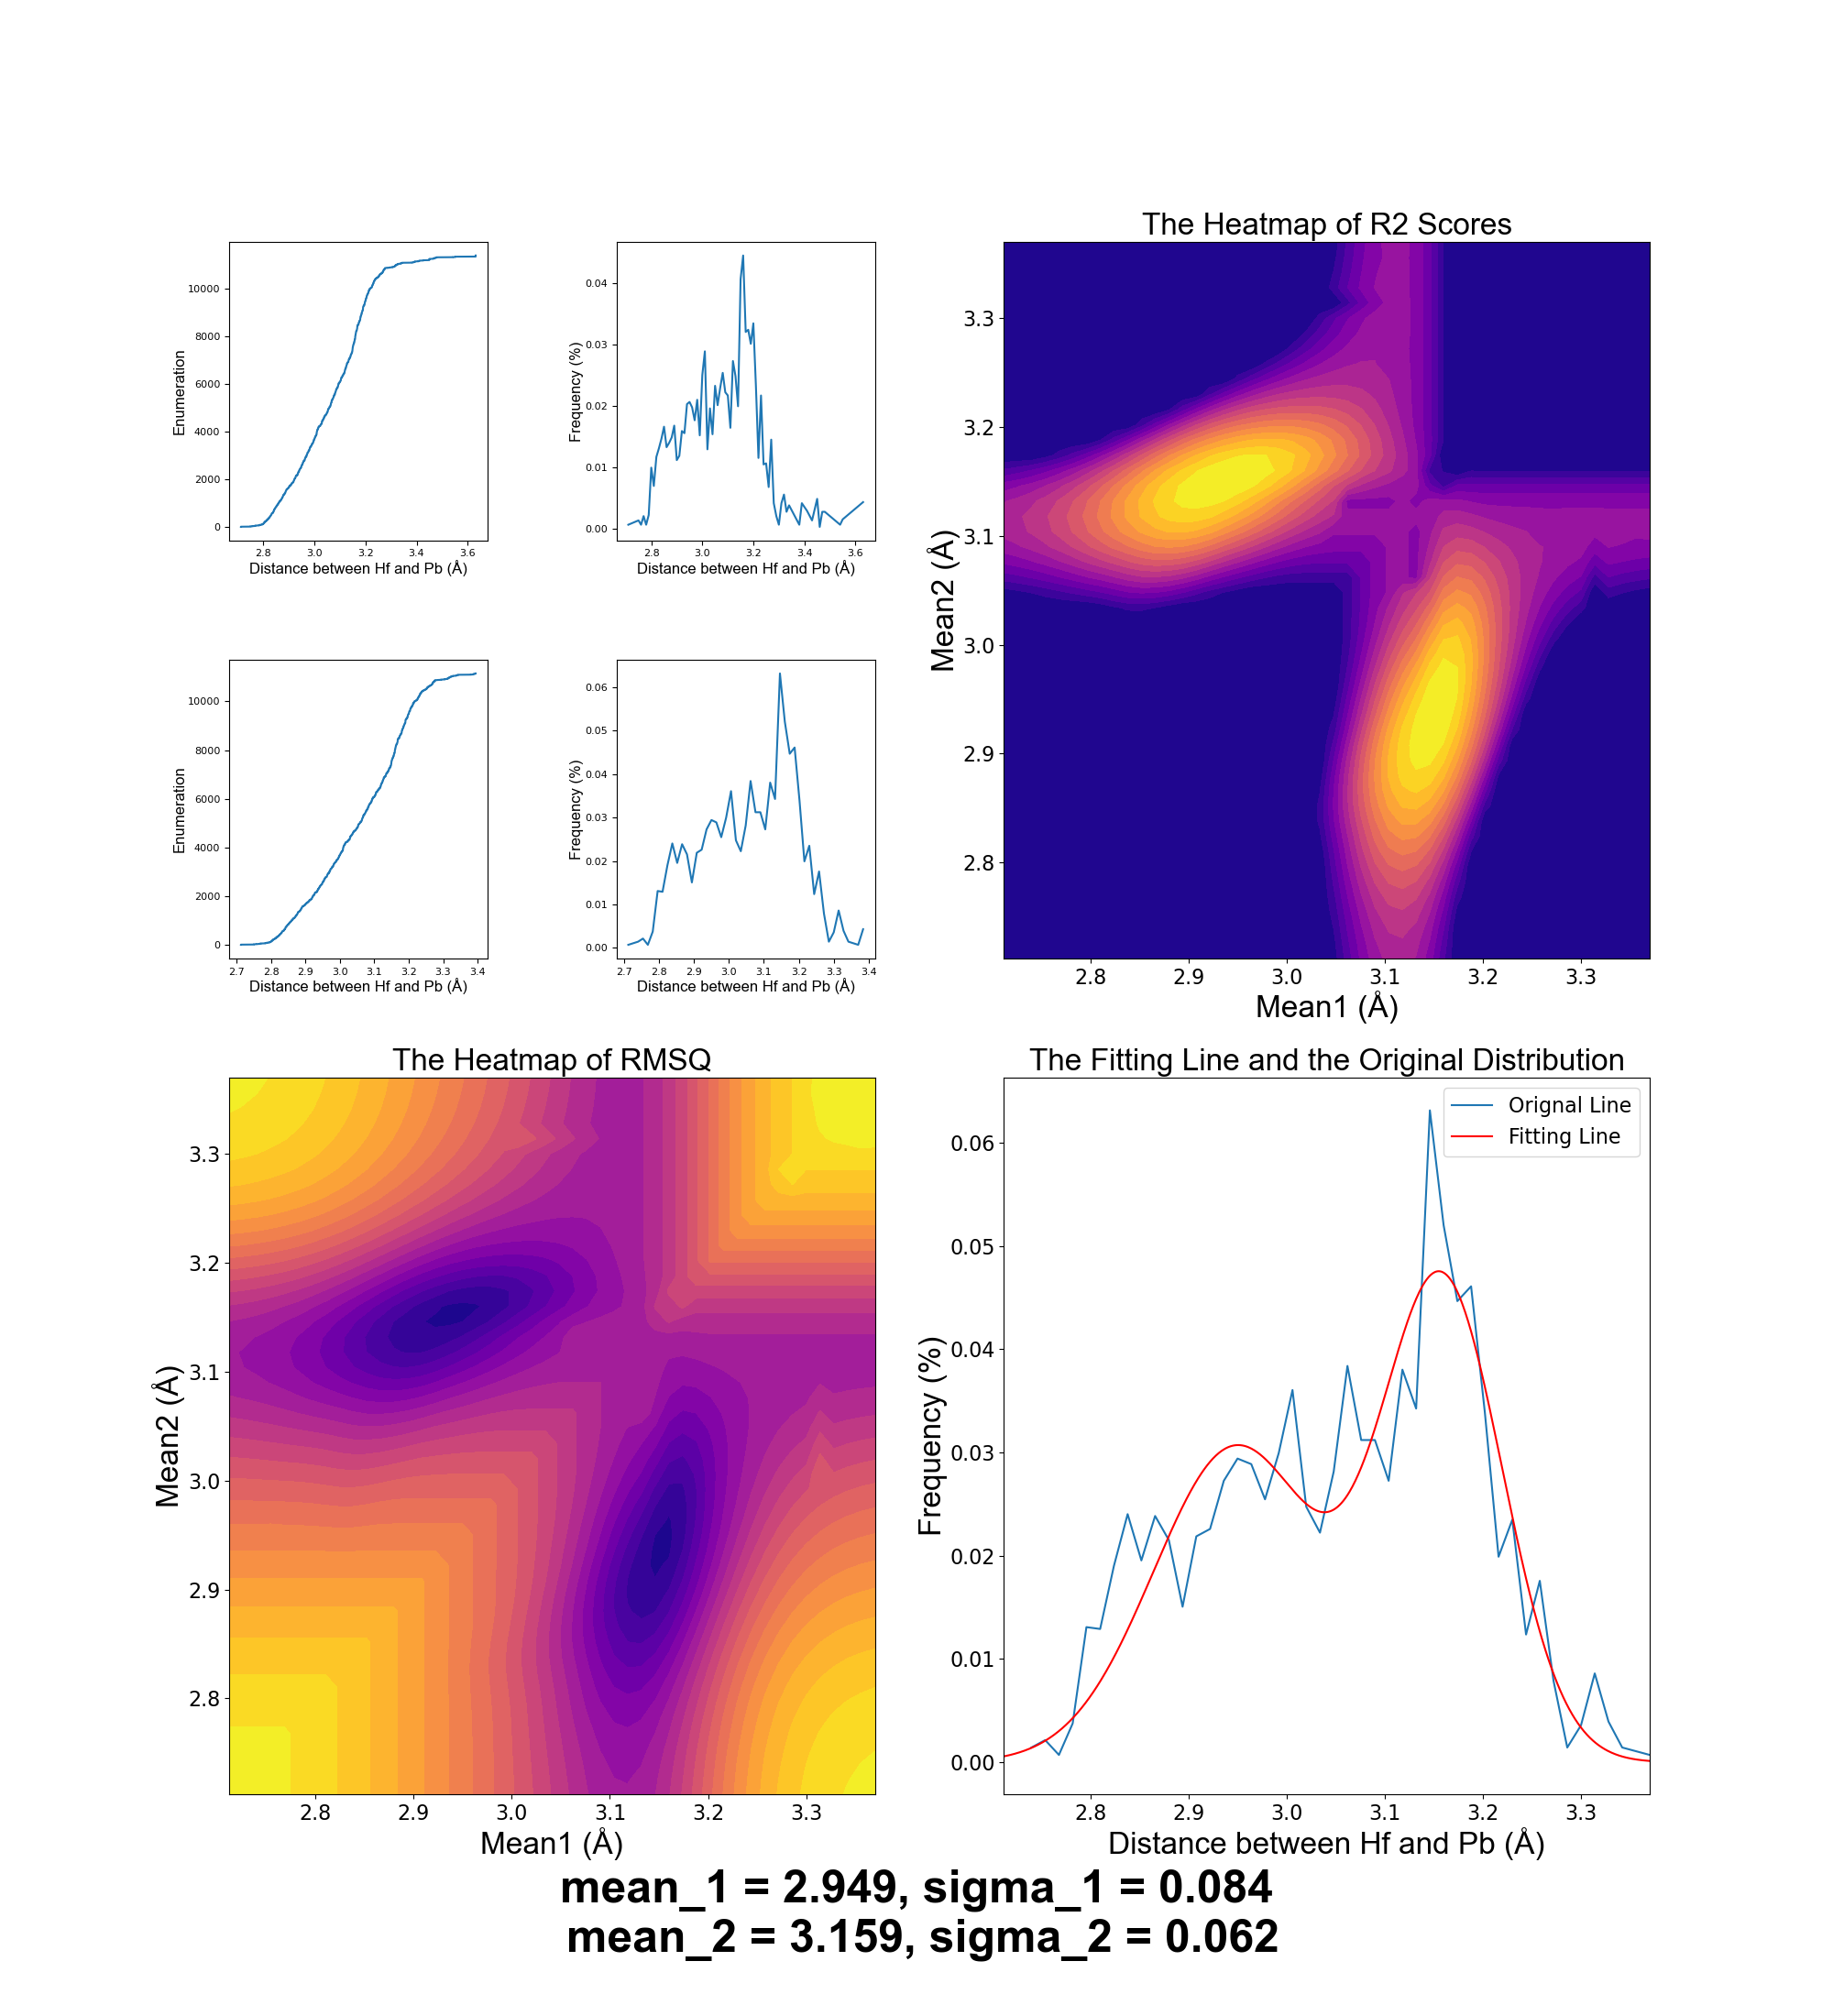 The Heatmap of R2 Scores
10000
8000
6000
4000
2000
0
Enumeration
2.8 3.0 3.2 3.4 3.6
Distance between Hf and Pb (Å)
0.04
0.03
0.02
0.01
0.00
Frequency (%)
2.8 3.0 3.2 3.4 3.6
Distance between Hf and Pb (Å)
3.3
3.2
3.1
3.0
2.9
2.8
Mean2 (Å)
2.8 2.9 3.0 3.1 3.2 3.3
Mean1 (Å)
10000
8000
6000
4000
2000
0
Enumeration
2.7 2.8 2.9 3.0 3.1 3.2 3.3 3.4
Distance between Hf and Pb (Å)
0.06
0.05
0.04
0.03
0.02
0.01
0.00
Frequency (%)
2.7 2.8 2.9 3.0 3.1 3.2 3.3 3.4
Distance between Hf and Pb (Å)
The Heatmap of RMSQ
3.3
3.2
3.1
3.0
2.9
2.8
Mean2 (Å)
2.8 2.9 3.0 3.1 3.2 3.3
Mean1 (Å)
The Fitting Line and the Original Distribution
Orignal Line
Fitting Line
0.06
0.05
0.04
0.03
0.02
0.01
0.00
Frequency (%)
2.8 2.9 3.0 3.1 3.2 3.3
Distance between Hf and Pb (Å)
mean_1 = 2.949, sigma_1 = 0.084
mean_2 = 3.159, sigma_2 = 0.062